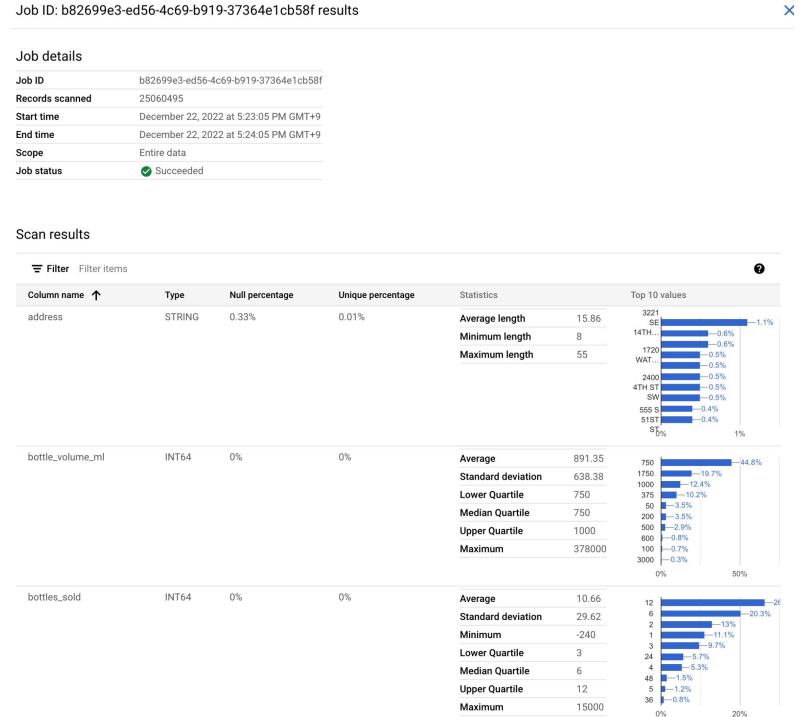 Job ID: b82699e3-ed56-4c69-b919-37364e1cb58f results
Job details
Job ID b82699e3-ed56-4c69-b919-37364e1cb58f
Records scanned 25060495
Start time December 22, 2022 at 5:23:05 PM GMT+9
End time December 22, 2022 at 5:24:05 PM GMT+9
Scope Entire data
Job status Succeeded
Scan results
Filter Filter items
Column name Type Null percentage Unique percentage Statistics Top 10 values
address STRING 0.33% 0.01%
Average length 15.86
Minimum length 8
Maximum length 55
3221
SE 1.1%
14TH... 0.6%
0.6%
1720 0.5%
WAT... 0.5%
2400 0.5%
4TH ST 0.5%
SW 0.5%
555 S 0.4%
51ST 0.4%
ST
0% 1%
bottle_volume_ml INT64 0% 0%
Average 891.35
Standard deviation 638.38
Lower Quartile 750
Median Quartile 750
Upper Quartile 1000
Maximum 378000
750 44.8%
1750 19.7%
1000 12.4%
375 10.2%
50 3.5%
200 3.5%
500 2.9%
600 0.8%
100 0.7%
3000 0.3%
0% 50%
bottles_sold INT64 0% 0%
Average 10.66
Standard deviation 29.62
Minimum -240
Lower Quartile 3
Median Quartile 6
Upper Quartile 12
Maximum 15000
12 26
6 20.3%
2 13%
1 11.1%
3 9.7%
24 5.7%
4 5.3%
48 1.5%
5 1.2%
36 0.8%
0% 20%